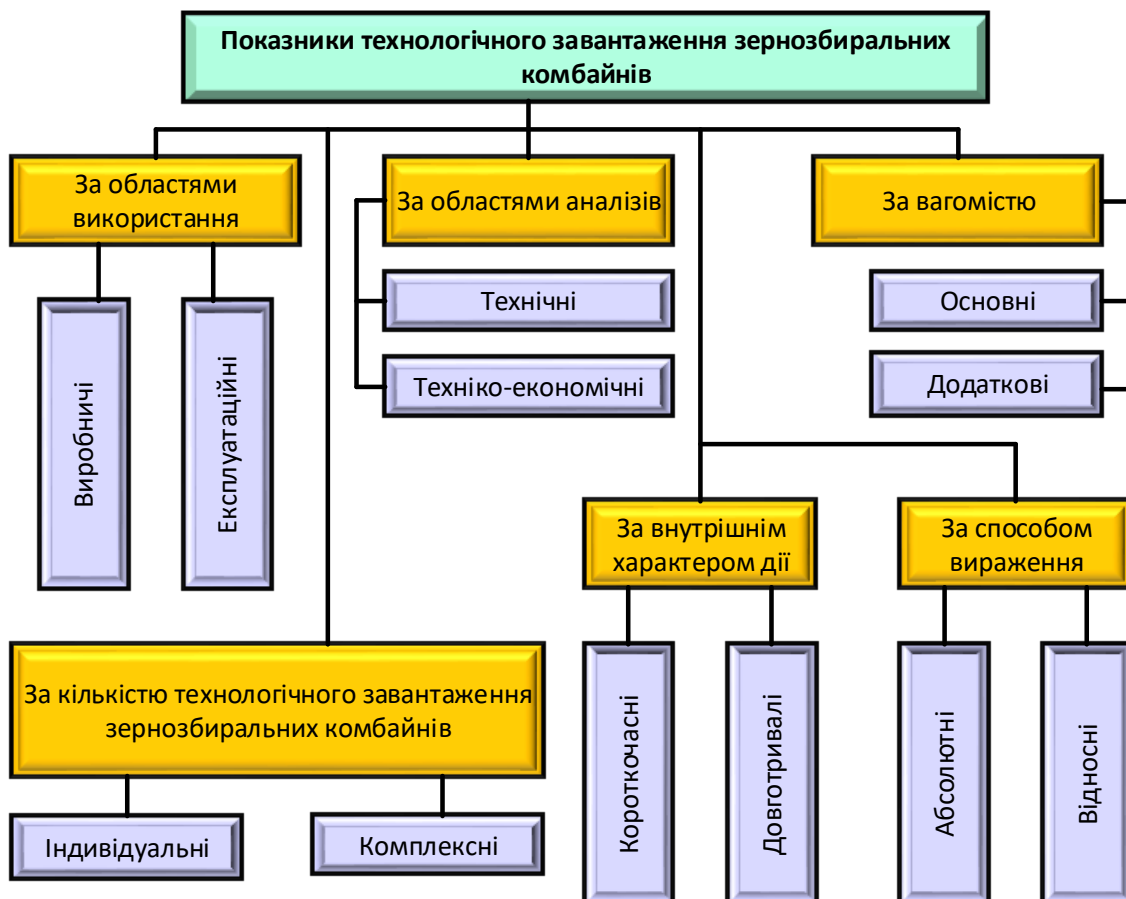 Показники технологічного завантаження зернозбиральних
комбайнів
За областями
використання
За областями аналізів
За вагомістю
Виробничі
Експлуатаційні
Технічні
Техніко-економічні
Основні
Додаткові
За внутрішнім
характером дії
За способом
вираження
За кількістю технологічного завантаження
зернозбиральних комбайнів
Індивідуальні
Комплексні
Короткочасні
Довготривалі
Абсолютні
Відносні